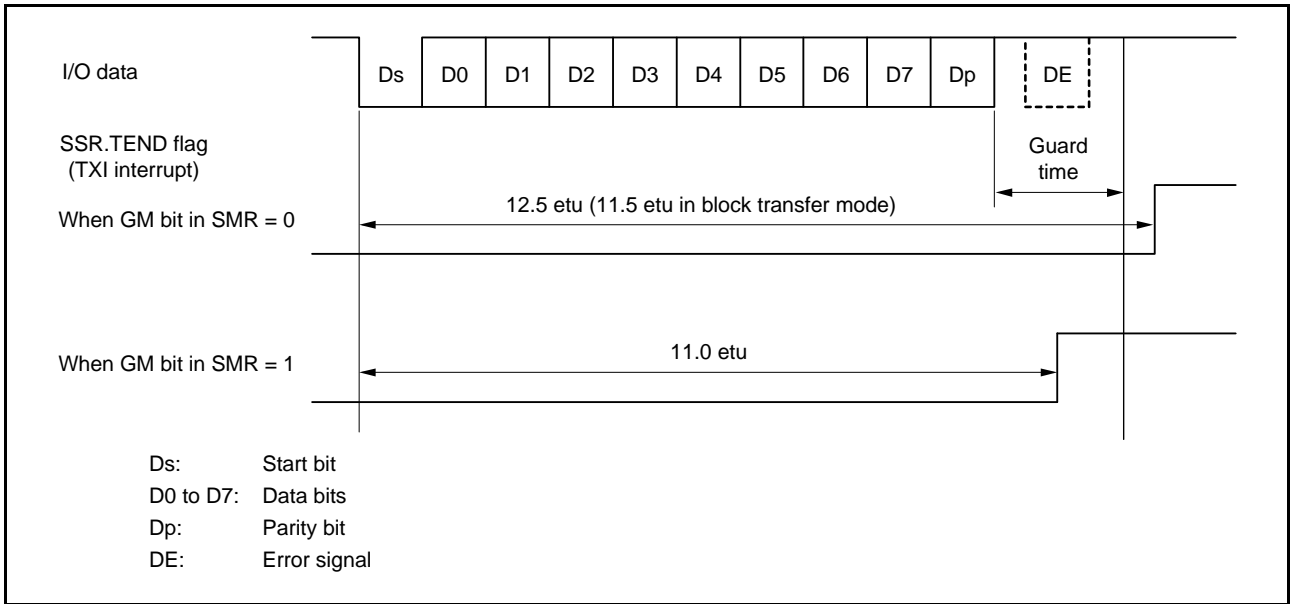 I/O data
Ds D0 D1 D2 D3 D4 D5 D6 D7 Dp DE
SSR.TEND flag
(TXI interrupt)
Guard
time
When GM bit in SMR = 0
12.5 etu (11.5 etu in block transfer mode)
When GM bit in SMR = 1
11.0 etu
Ds: Start bit
D0 to D7: Data bits
Dp: Parity bit
DE: Error signal